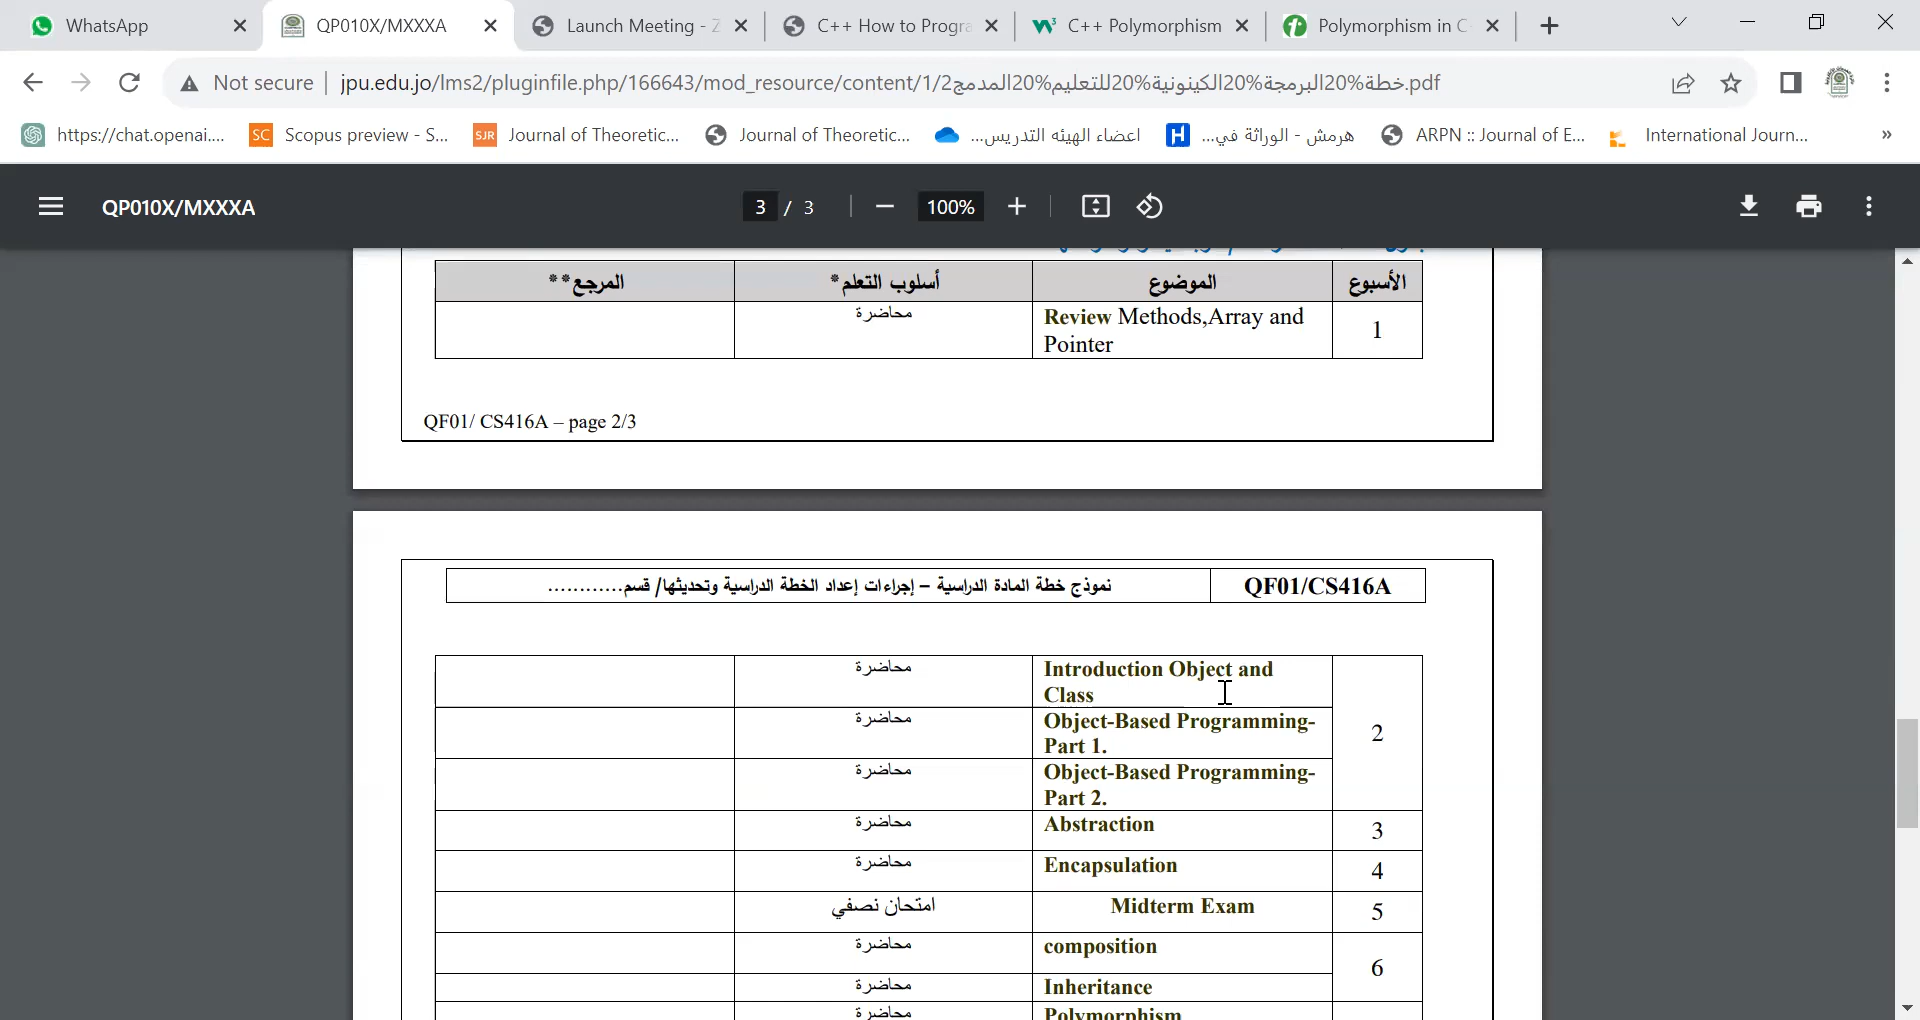 WhatsApp
QP010X/MXXXA
Launch Meeting - Z
C++ How to Progra
C++ Polymorphism
Polymorphism in C
Not secure
jpu.edu.jo/lms2/pluginfile.php/166643/mod_resource/content/1/2خطة%20البرمجة%20الكينونية%20للتعليم%20المدمج.pdf
https://chat.openai....
SC
Scopus preview - S...
SJR
Journal of Theoretic...
Journal of Theoretic...
اعضاء الهيئه التدريس...
H
هرمش - الوراثة في...
ARPN :: Journal of E...
International Journ...
»
QP010X/MXXXA
3 / 3
100%
الأسبوع
الموضوع
أسلوب التعلم*
المرجع**
1
Review Methods,Array and
Pointer
محاضرة
QF01/ CS416A – page 2/3
QF01/CS416A
نموذج خطة المادة الدراسية – إجراءات إعداد الخطة الدراسية وتحديثها/ قسم............
2
Introduction Object and
Class
محاضرة
Object-Based Programming-
Part 1.
محاضرة
Object-Based Programming-
Part 2.
محاضرة
3
Abstraction
محاضرة
4
Encapsulation
محاضرة
5
Midterm Exam
امتحان نصفي
6
composition
محاضرة
Inheritance
محاضرة
Polymorphism
محاضرة